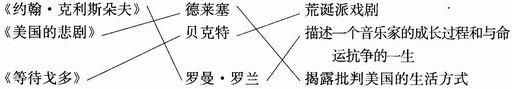 《约翰·克利斯朵夫》 德莱塞 荒诞派戏剧
《美国的悲剧》 贝克特 描述一个音乐家的成长过程和与命
运抗争的一生
《等待戈多》 罗曼·罗兰 揭露批判美国的生活方式